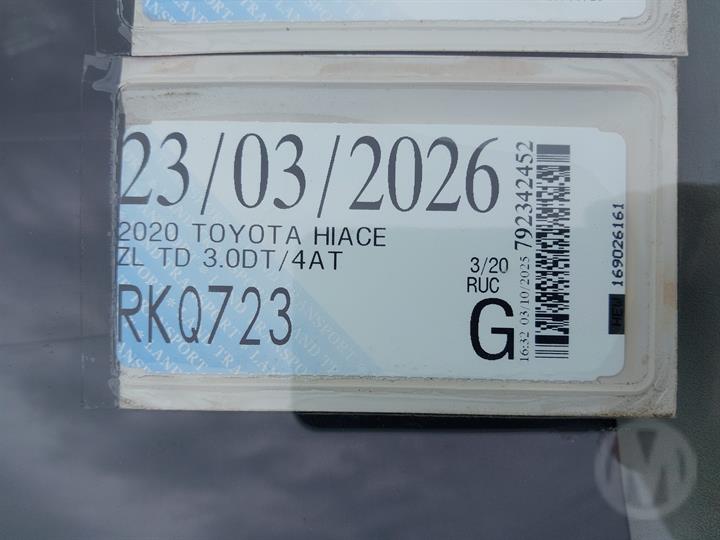 23/03/2026
2020 TOYOTA HIACE
ZL TD 3.0DT/4AT
RKQ723
3/20
RUC
G
16:32 03/10/2025
792342452
169026161